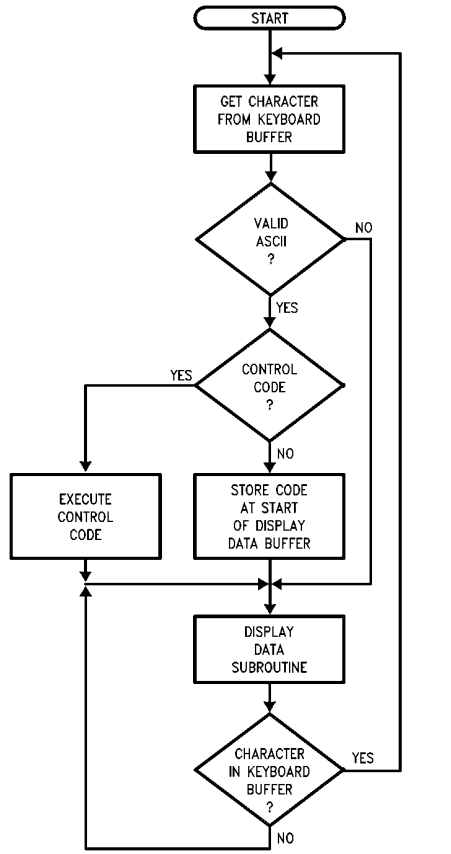 START
GET CHARACTER
FROM KEYBOARD
BUFFER
VALID
ASCII
?
NO
YES
CONTROL
CODE
?
YES
NO
EXECUTE
CONTROL
CODE
STORE CODE
AT START
OF DISPLAY
DATA BUFFER
DISPLAY
DATA
SUBROUTINE
CHARACTER
IN KEYBOARD
BUFFER
?
YES
NO